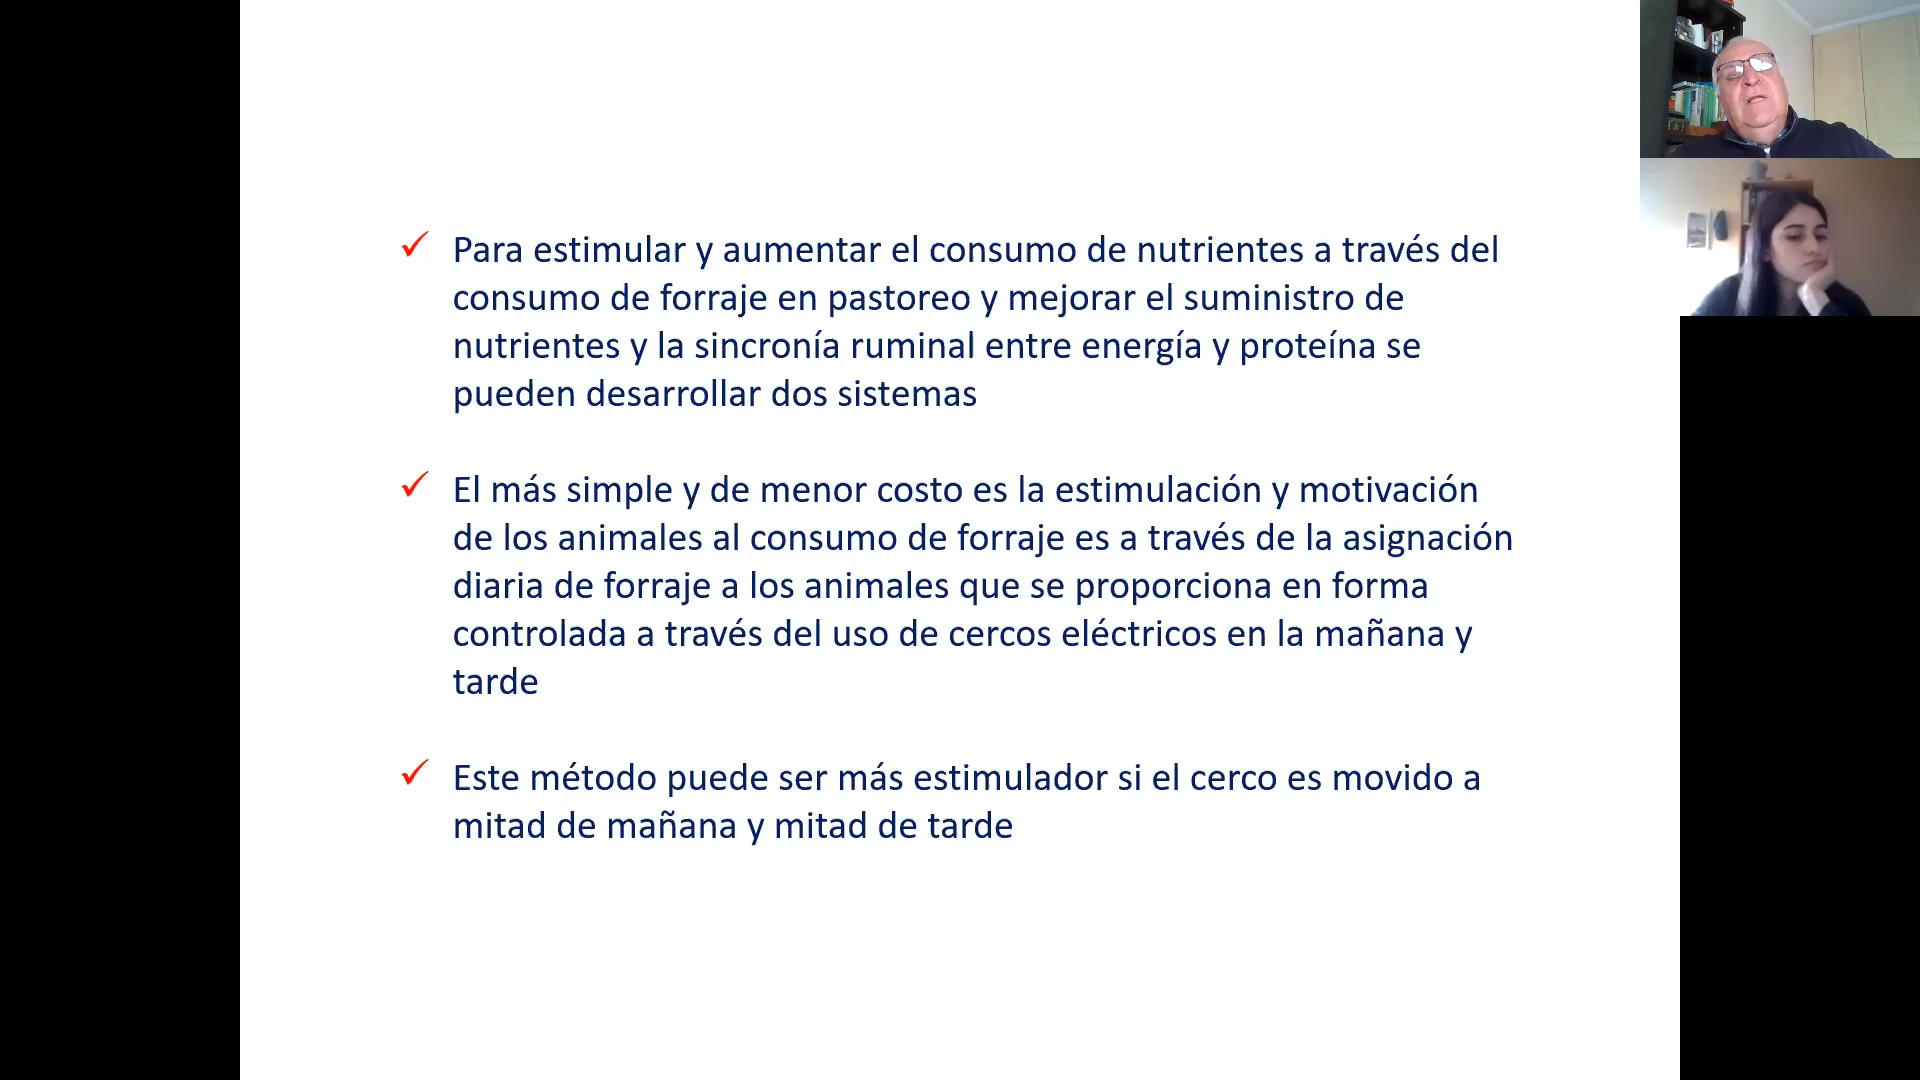 Para estimular y aumentar el consumo de nutrientes a través del
consumo de forraje en pastoreo y mejorar el suministro de
nutrientes y la sincronía ruminal entre energía y proteína se
pueden desarrollar dos sistemas
El más simple y de menor costo es la estimulación y motivación
de los animales al consumo de forraje es a través de la asignación
diaria de forraje a los animales que se proporciona en forma
controlada a través del uso de cercos eléctricos en la mañana y
tarde
Este método puede ser más estimulador si el cerco es movido a
mitad de mañana y mitad de tarde